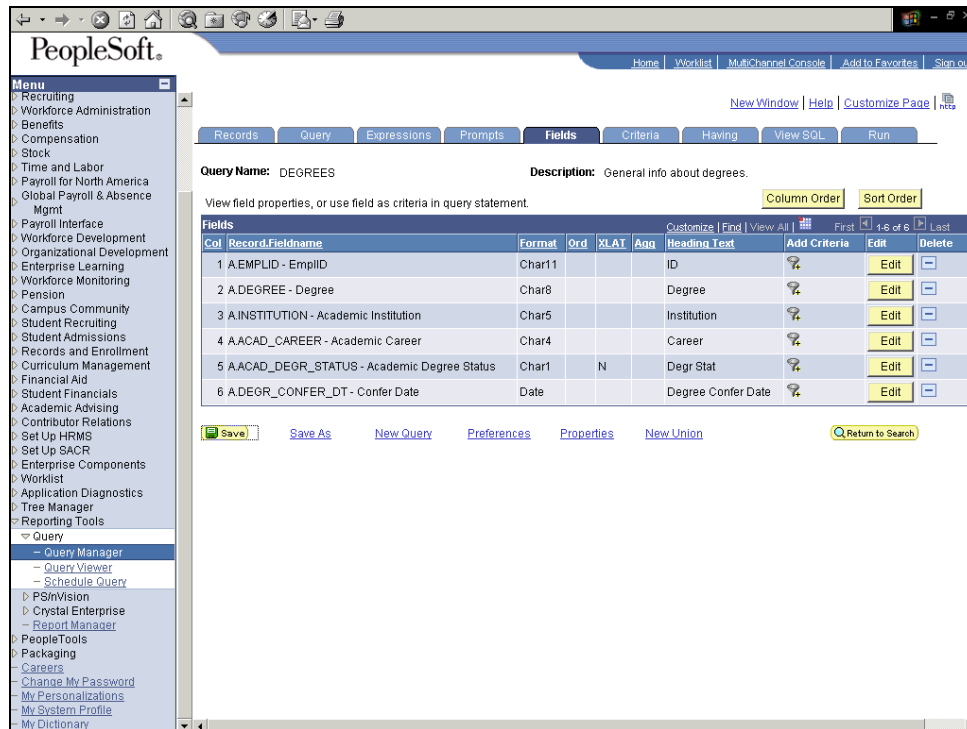 PeopleSoft.
Home | Worklist | MultiChannel Console | Add to Favorites | Sign ou
Menu
Recruiting
Workforce Administration
Benefits
Compensation
Stock
Time and Labor
Payroll for North America
Global Payroll & Absence
Mgmt
Payroll Interface
Workforce Development
Organizational Development
Enterprise Learning
Workforce Monitoring
Pension
Campus Community
Student Recruiting
Student Admissions
Records and Enrollment
Curriculum Management
Financial Aid
Student Financials
Academic Advising
Contributor Relations
Set Up HRMS
Set Up SACR
Enterprise Components
Worklist
Application Diagnostics
Tree Manager
Reporting Tools
Query
– Query Manager
– Query Viewer
– Schedule Query
PS/nVision
Crystal Enterprise
– Report Manager
PeopleTools
Packaging
– Careers
– Change My Password
– My Personalizations
– My System Profile
– My Dictionary
New Window | Help | Customize Page | http
Records Query Expressions Prompts Fields Criteria Having View SQL Run
Query Name: DEGREES Description: General info about degrees.
View field properties, or use field as criteria in query statement. Column Order Sort Order
Fields Customize | Find | View All | First 1-6 of 6 Last
Col Record.Fieldname Format Ord XLAT Agg Heading Text Add Criteria Edit Delete
1 A.EMPLID - EmplID Char11 ID Edit
2 A.DEGREE - Degree Char8 Degree Edit
3 A.INSTITUTION - Academic Institution Char5 Institution Edit
4 A.ACAD_CAREER - Academic Career Char4 Career Edit
5 A.ACAD_DEGR_STATUS - Academic Degree Status Char1 N Degr Stat Edit
6 A.DEGR_CONFER_DT - Confer Date Date Degree Confer Date Edit
Save Save As New Query Preferences Properties New Union Return to Search